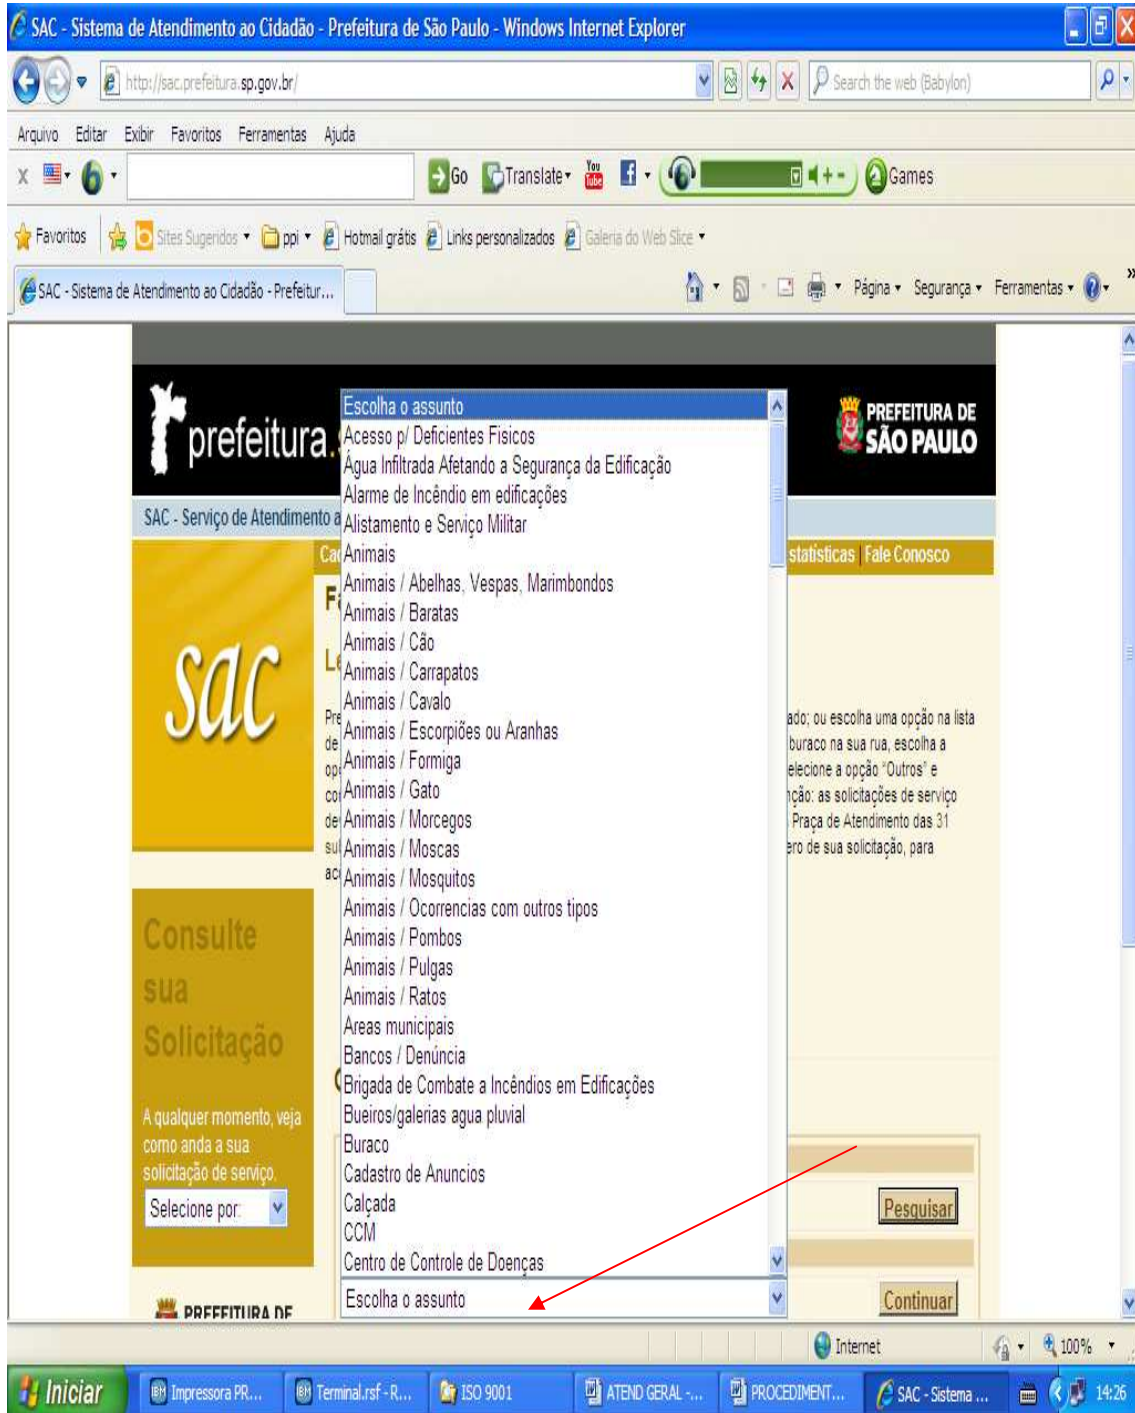 SAC - Sistema de Atendimento ao Cidadão - Prefeitura de São Paulo - Windows Internet Explorer
http://sac.prefeitura.sp.gov.br/
Search the web (Babylon)
Arquivo Editar Exibir Favoritos Ferramentas Ajuda
x Go Translate You Tube f Games
Favoritos Sites Sugeridos ppi Hotmail grátis Links personalizados Galeria do Web Slice
SAC - Sistema de Atendimento ao Cidadão - Prefeitur... Página Segurança Ferramentas »
prefeitura.
PREFEITURA DE
SÃO PAULO
SAC - Serviço de Atendimento a
statísticas | Fale Conosco
sac
Escolha o assunto
Acesso p/ Deficientes Fisicos
Água Infiltrada Afetando a Segurança da Edificação
Alarme de Incêndio em edificações
Alistamento e Serviço Militar
Animais
Animais / Abelhas, Vespas, Marimbondos
Animais / Baratas
Animais / Cão
Animais / Carrapatos
Animais / Cavalo
Animais / Escorpiões ou Aranhas
Animais / Formiga
Animais / Gato
Animais / Morcegos
Animais / Moscas
Animais / Mosquitos
Animais / Ocorrencias com outros tipos
Animais / Pombos
Animais / Pulgas
Animais / Ratos
Areas municipais
Bancos / Denúncia
Brigada de Combate a Incêndios em Edificações
Bueiros/galerias agua pluvial
Buraco
Cadastro de Anuncios
Calçada
CCM
Centro de Controle de Doenças
Escolha o assunto
ado; ou escolha uma opção na lista
buraco na sua rua, escolha a
elecione a opção "Outros" e
nção: as solicitações de serviço
Praça de Atendimento das 31
ero de sua solicitação, para
Consulte
sua
Solicitação
A qualquer momento, veja
como anda a sua
solicitação de serviço.
Selecione por:
Pesquisar
Continuar
PREFEITURA DE
Internet 100%
Iniciar Impressora PR... Terminal.rsf - R... ISO 9001 ATEND GERAL -... PROCEDIMENT... SAC - Sistema ... 14:26